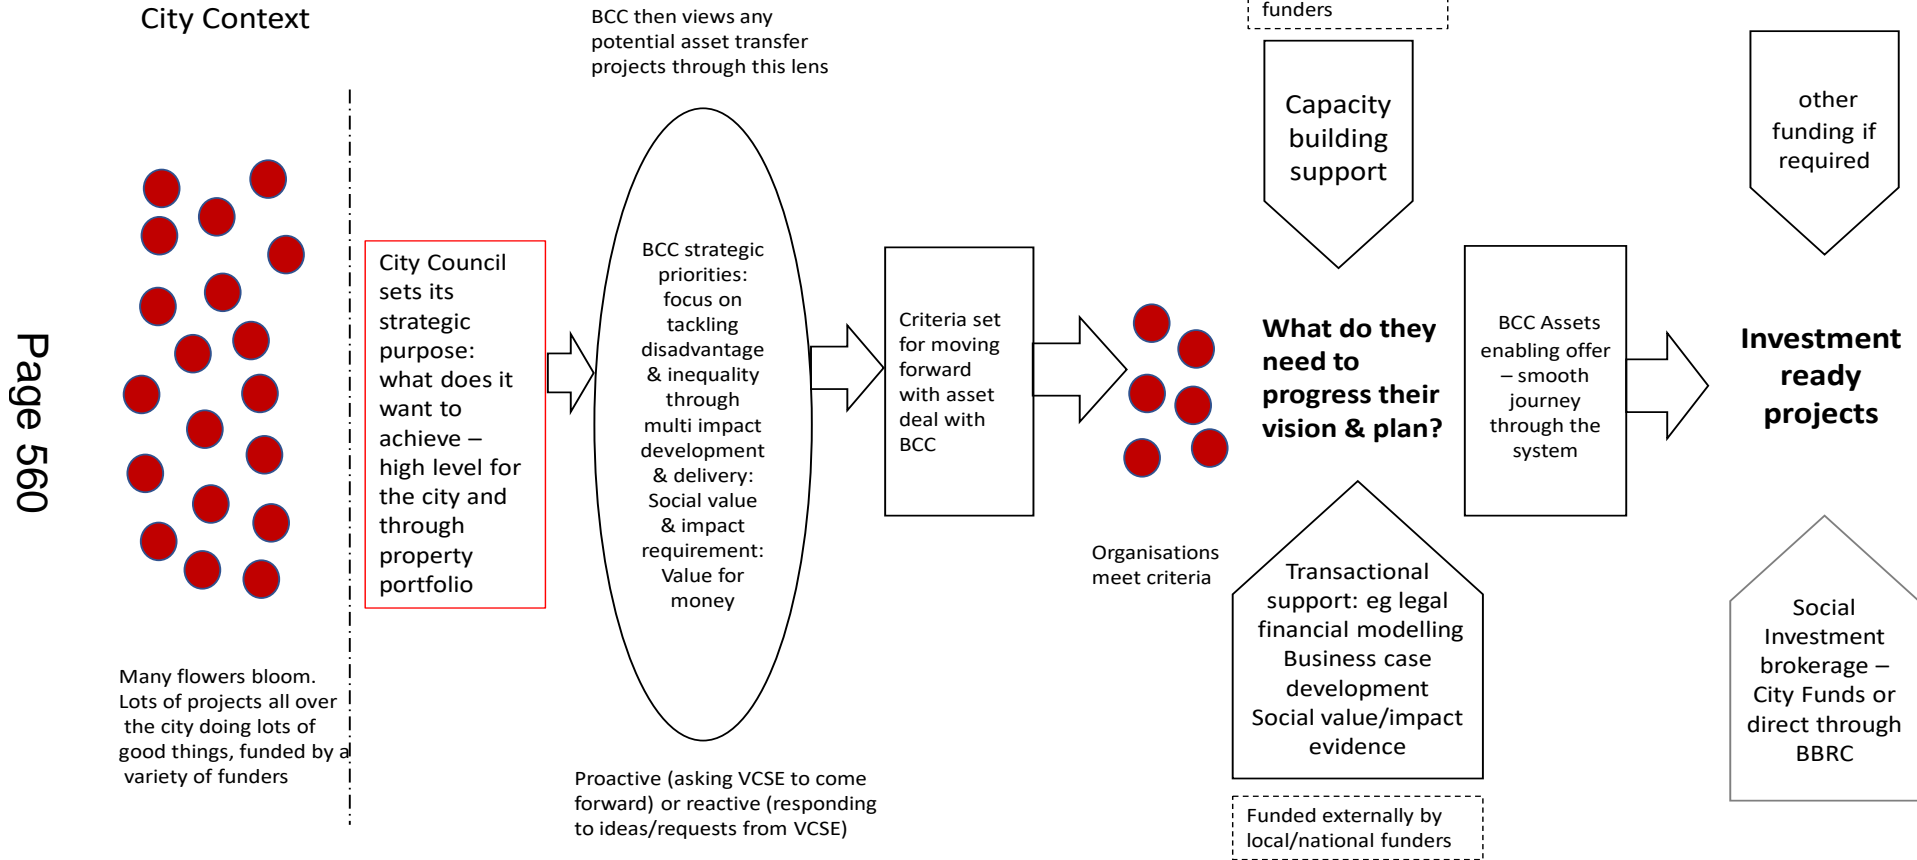 City Context
BCC then views any
potential asset transfer
projects through this lens
funders
Capacity
building
support
other
funding if
required
City Council
sets its
strategic
purpose:
what does it
want to
achieve –
high level for
the city and
through
property
portfolio
BCC strategic
priorities:
focus on
tackling
disadvantage
& inequality
through
multi impact
development
& delivery:
Social value
& impact
requirement:
Value for
money
Criteria set
for moving
forward
with asset
deal with
BCC
What do they
need to
progress their
vision & plan?
BCC Assets
enabling offer
– smooth
journey
through the
system
Investment
ready
projects
Organisations
meet criteria
Transactional
support: eg legal
financial modelling
Business case
development
Social value/impact
evidence
Social
Investment
brokerage –
City Funds or
direct through
BBRC
Many flowers bloom.
Lots of projects all over
the city doing lots of
good things, funded by a
variety of funders
Proactive (asking VCSE to come
forward) or reactive (responding
to ideas/requests from VCSE)
Funded externally by
local/national funders
Page 560